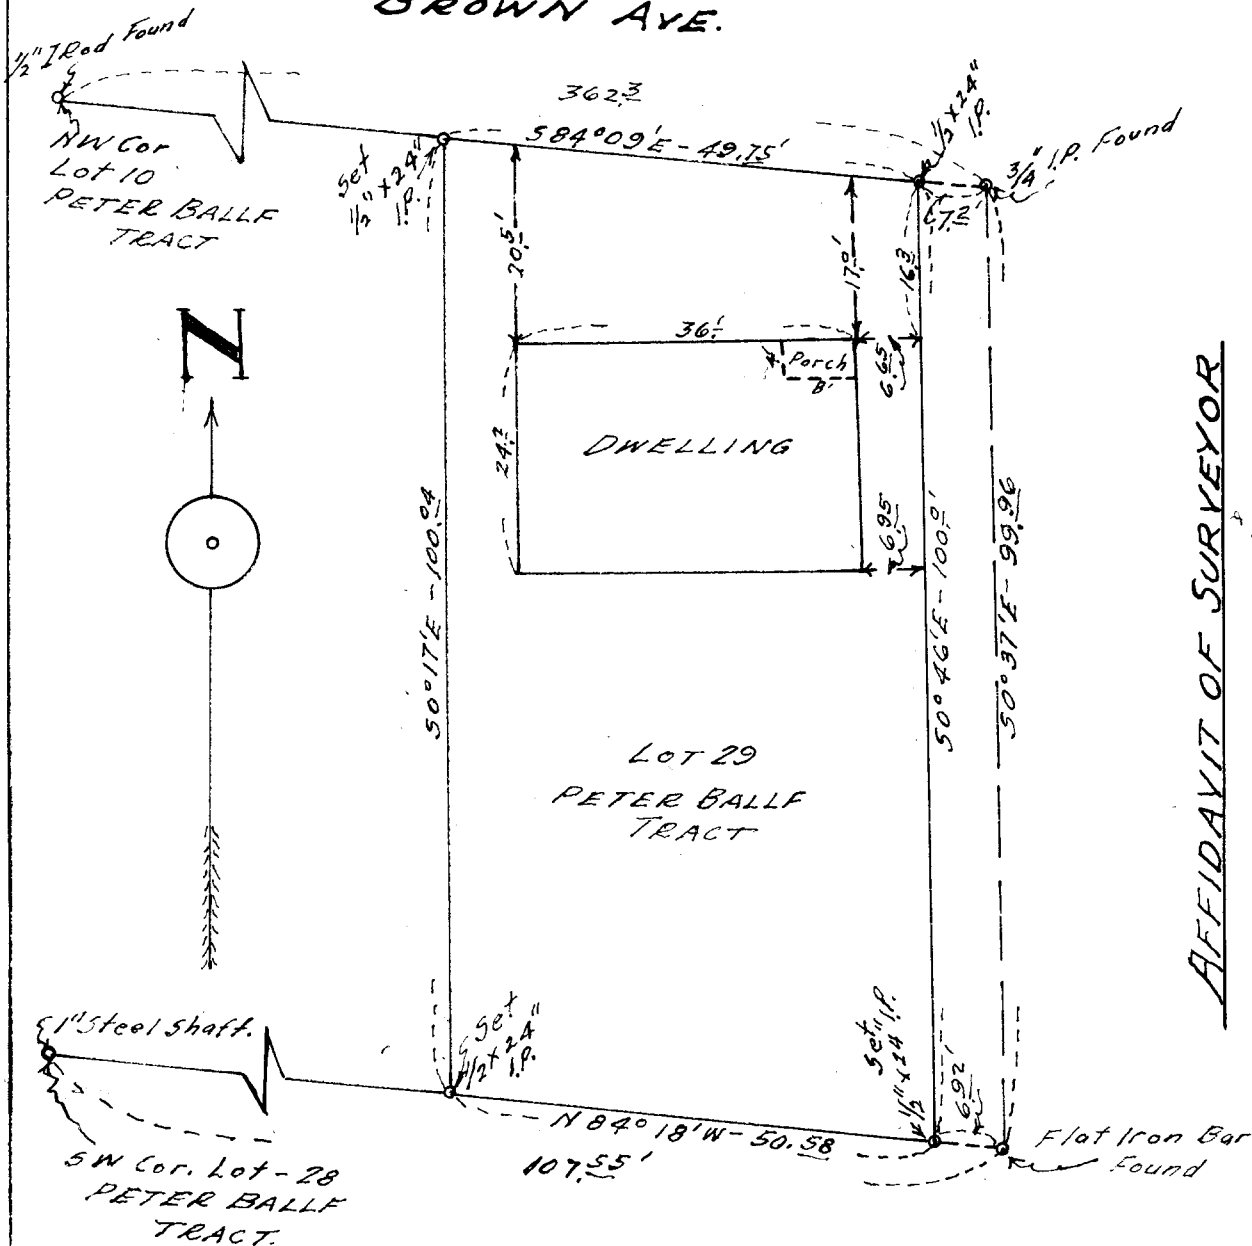 BROWN AVE.
1/2" I Rod Found
362.3
S84°09'E - 49.75'
1/2 x 24"
I.P.
3/4" I.P. Found
NW Cor
Lot 10
PETER BALLF
TRACT
Set
1/2" x 24"
I.P.
7.2'
20.5'
17.0'
16.3
N
36.'
4'
Porch
8'
6.65
DWELLING
24.2
6.95
S0°17'E - 100.04
S0°46'E - 100.0'
S0°37'E - 99.96
AFFIDAVIT OF SURVEYOR
LOT 29
PETER BALLF
TRACT
1" Steel Shaft.
Set
1/2 x 24"
I.P.
Set
1/2" x 24" I.P.
6.92'
N84°18'W - 50.58
107.55'
Flat Iron Bar
Found
SW Cor. Lot - 28
PETER BALLF
TRACT.